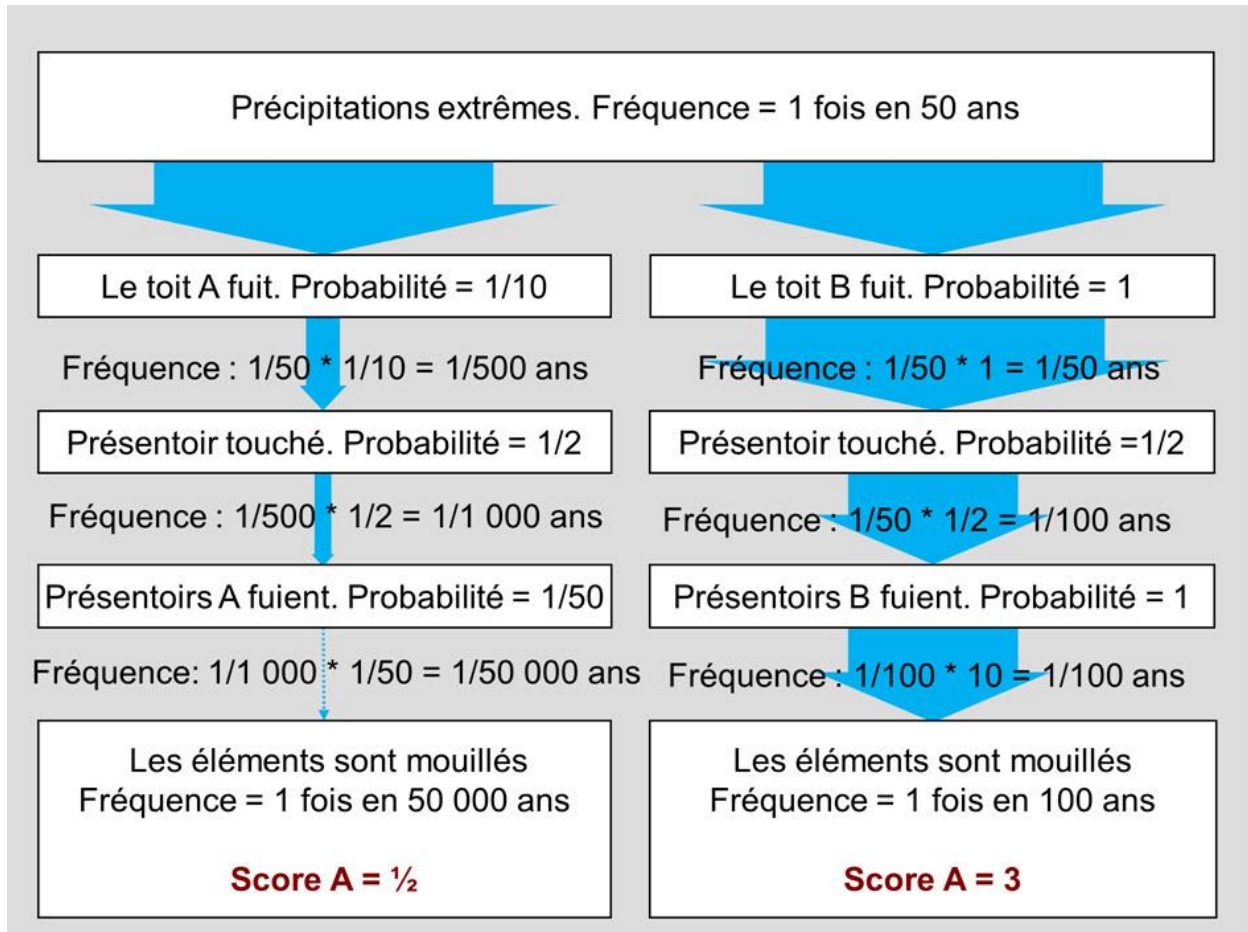 Précipitations extrêmes. Fréquence = 1 fois en 50 ans
Le toit A fuit. Probabilité = 1/10
Fréquence : 1/50 * 1/10 = 1/500 ans
Présentoir touché. Probabilité = 1/2
Fréquence : 1/500 * 1/2 = 1/1 000 ans
Présentoirs A fuient. Probabilité = 1/50
Fréquence: 1/1 000 * 1/50 = 1/50 000 ans
Les éléments sont mouillés
Fréquence = 1 fois en 50 000 ans
Score A = ½
Le toit B fuit. Probabilité = 1
Fréquence : 1/50 * 1 = 1/50 ans
Présentoir touché. Probabilité =1/2
Fréquence : 1/50 * 1/2 = 1/100 ans
Présentoirs B fuient. Probabilité = 1
Fréquence : 1/100 * 10 = 1/100 ans
Les éléments sont mouillés
Fréquence = 1 fois en 100 ans
Score A = 3